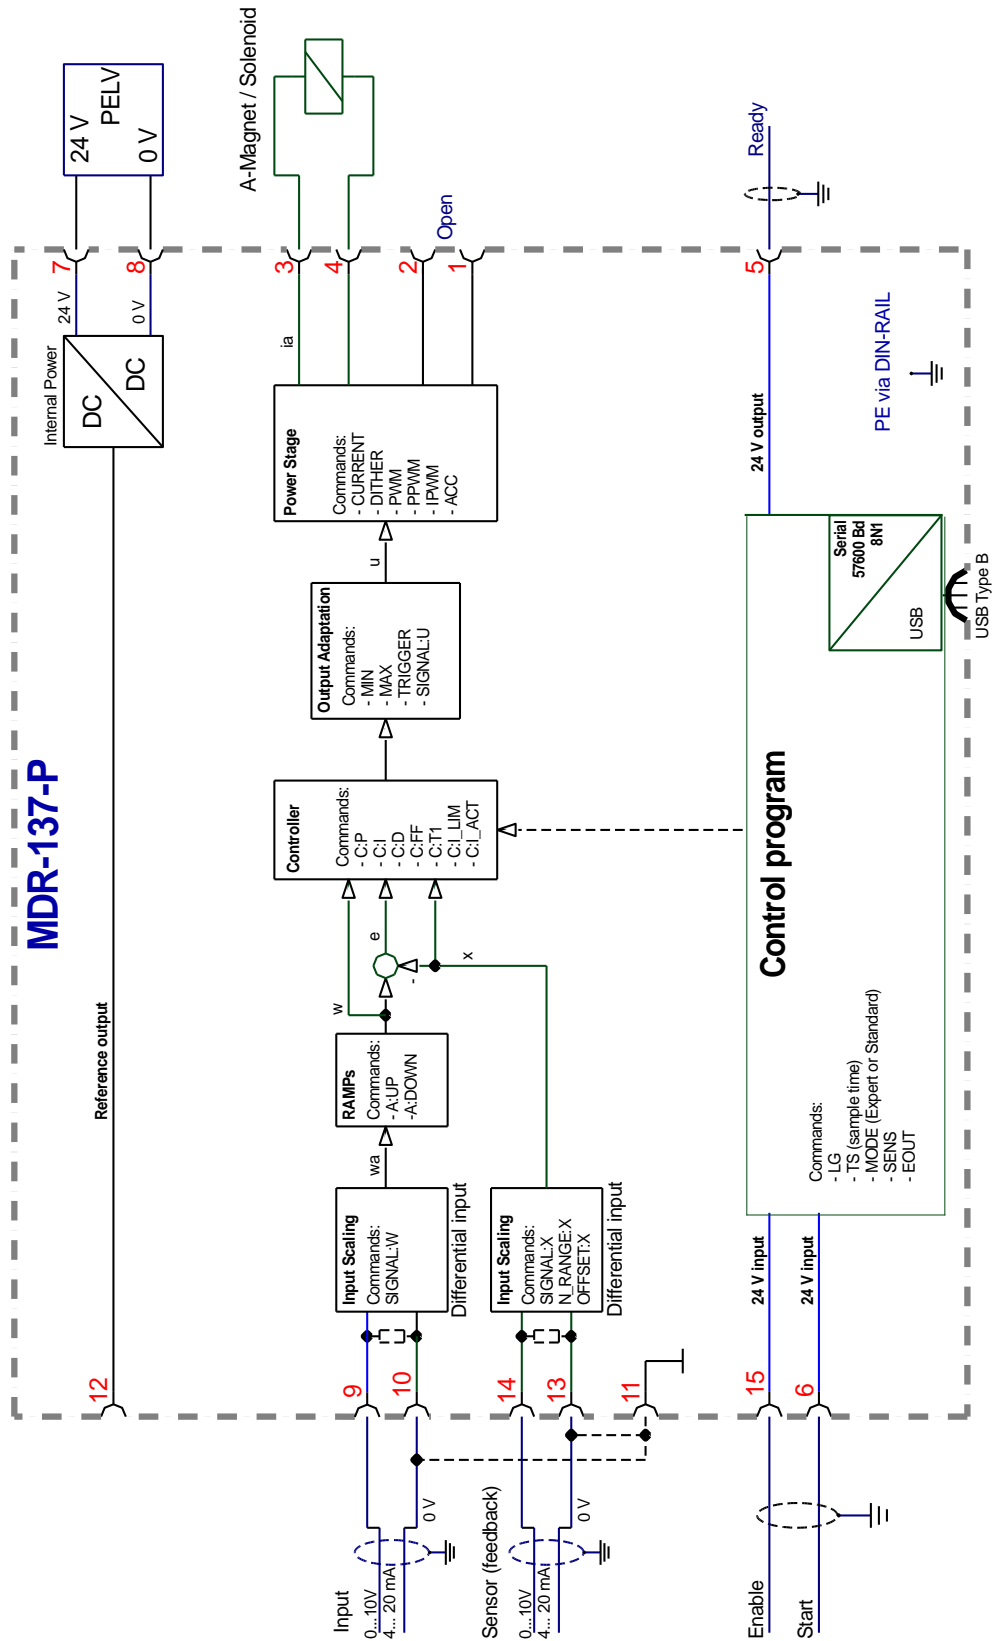 MDR-137-P
Input
0...10V
4... 20 mA
0 V
Sensor (feedback)
0...10V
4... 20 mA
0 V
Enable
Start
12
9
10
14
13
11
15
6
Reference output
Input Scaling
Commands:
SIGNAL:W
Differential input
wa
RAMPs
Commands:
- A:UP
-A:DOWN
w
e
-
x
Input Scaling
Commands:
SIGNAL:X
N_RANGE:X
OFFSET:X
Differential input
Controller
Commands:
- C:P
- C:I
- C:D
- C:FF
- C:T1
- C:I_LIM
- C:I_ACT
Output Adaptation
Commands:
- MIN
- MAX
- TRIGGER
- SIGNAL:U
u
Power Stage
Commands:
- CURRENT
- DITHER
- PWM
- PPWM
- IPWM
- ACC
ia
Internal Power
DC
DC
24 V
0 V
7
8
24 V
PELV
0 V
3
4
2
1
A-Magnet / Solenoid
Open
24 V input
24 V input
Control program
Commands:
- LG
- TS (sample time)
- MODE (Expert or Standard)
- SENS
- EOUT
24 V output
5
Ready
Serial
57600 Bd
8N1
USB
USB Type B
PE via DIN-RAIL